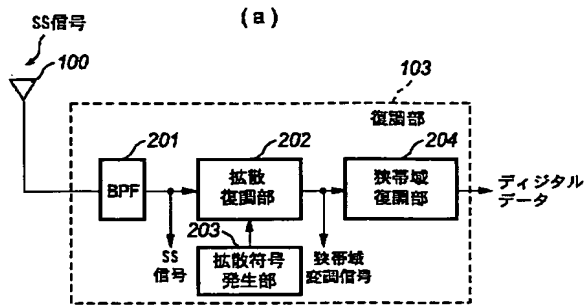 (a)
SS信号
100
103
復調部
201
202
204
BPF
拡散
復調部
狭帯域
復調部
ディジタル
データ
203
SS
信号
拡散符号
発生部
狭帯域
変調信号